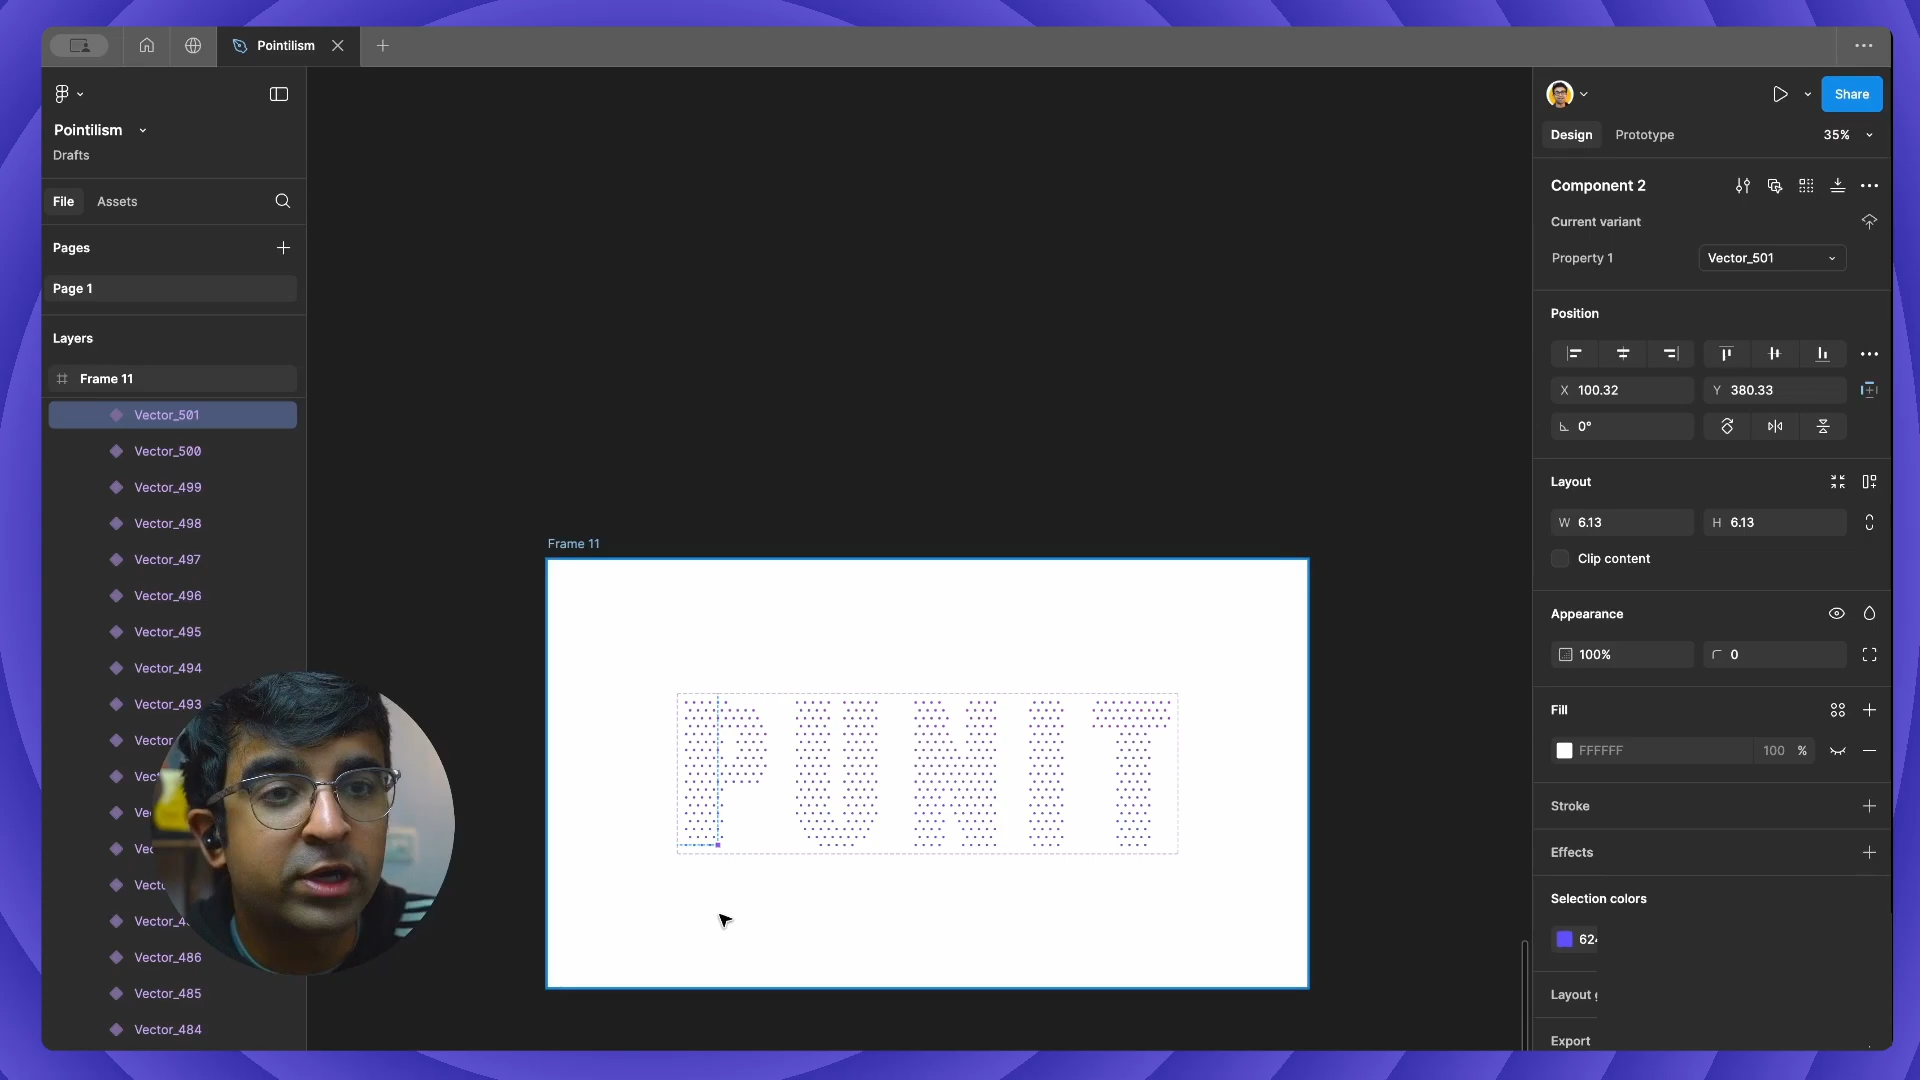 Pointilism
Pointilism
Drafts
File
Assets
Pages
Page 1
Layers
Frame 11
Vector_501
Vector_500
Vector_499
Vector_498
Vector_497
Vector_496
Vector_495
Vector_494
Vector_493
Vector_486
Vector_485
Vector_484
Frame 11
PUNIT
Share
Design
Prototype
35%
Component 2
Current variant
Property 1
Vector_501
Position
X 100.32
Y 380.33
0°
Layout
W 6.13
H 6.13
Clip content
Appearance
100%
0
Fill
FFFFFF
100 %
Stroke
Effects
Selection colors
Layout
Export